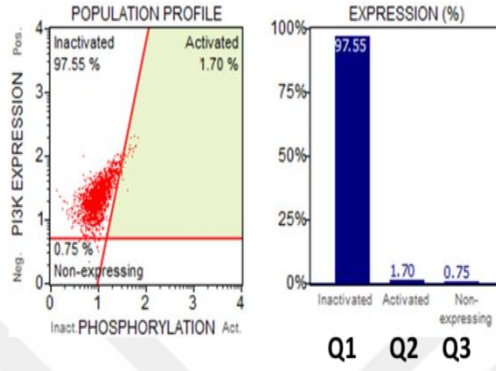 POPULATION PROFILE
Inactivated
97.55 %
Activated
1.70 %
0.75 %
Non-expressing
PI3K EXPRESSION
Neg.
Pos.
4
3
2
1
0
0 1 2 3 4
Inact. PHOSPHORYLATION Act.
EXPRESSION (%)
100%
75%
50%
25%
0%
97.55
1.70
0.75
Inactivated
Activated
Non-
expressing
Q1 Q2 Q3